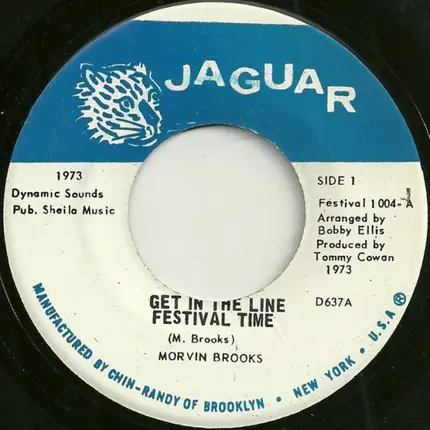 JAGUAR
1973
Dynamic Sounds
Pub. Sheila Music
SIDE 1
Festival 1004-A
Arranged by
Bobby Ellis
Produced by
Tommy Cowan
1973
GET IN THE LINE
FESTIVAL TIME
D637A
(M. Brooks)
MORVIN BROOKS
MANUFACTURED BY CHIN-RANDY OF BROOKLYN • NEW YORK • U.S.A ®